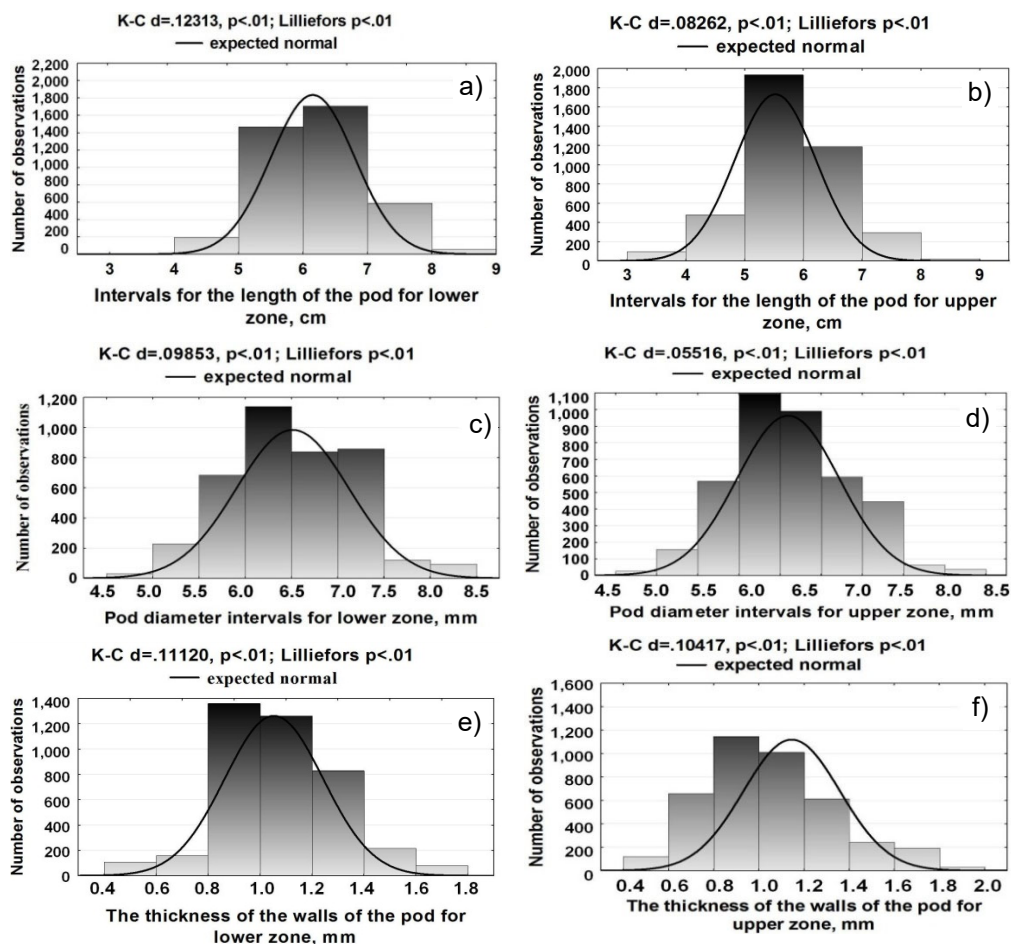 K-C d=.12313, p<.01; Lilliefors p<.01
expected normal
a)
Number of observations
2,200
2,000
1,800
1,600
1,400
1,200
1,000
800
600
400
200
0
3 4 5 6 7 8 9
Intervals for the length of the pod for lower
zone, cm
K-C d=.08262, p<.01; Lilliefors p<.01
expected normal
b)
Number of observations
2,000
1,800
1,600
1,400
1,200
1,000
800
600
400
200
0
3 4 5 6 7 8 9
Intervals for the length of the pod for upper
zone, cm
K-C d=.09853, p<.01; Lilliefors p<.01
expected normal
c)
Number of observations
1,200
1,000
800
600
400
200
0
4.5 5.0 5.5 6.0 6.5 7.0 7.5 8.0 8.5
Pod diameter intervals for lower zone, mm
K-C d=.05516, p<.01; Lilliefors p<.01
expected normal
d)
Number of observations
1,100
1,000
900
800
700
600
500
400
300
200
100
0
4.5 5.0 5.5 6.0 6.5 7.0 7.5 8.0 8.5
Pod diameter intervals for upper zone, mm
K-C d=.11120, p<.01; Lilliefors p<.01
expected normal
e)
Number of observations
1,400
1,200
1,000
800
600
400
200
0
0.4 0.6 0.8 1.0 1.2 1.4 1.6 1.8
The thickness of the walls of the pod for
lower zone, mm
K-C d=.10417, p<.01; Lilliefors p<.01
expected normal
f)
Number of observations
1,600
1,400
1,200
1,000
800
600
400
200
0
0.4 0.6 0.8 1.0 1.2 1.4 1.6 1.8 2.0
The thickness of the walls of the pod for
upper zone, mm